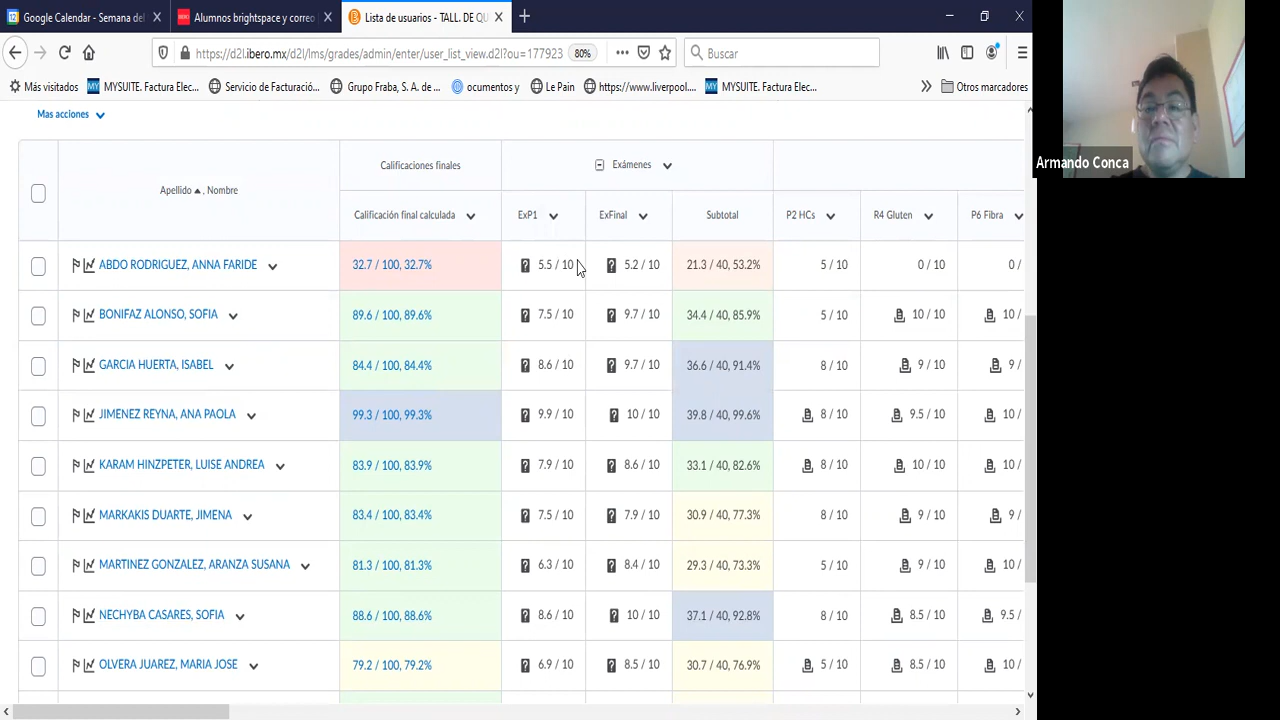 Google Calendar - Semana del
Alumnos brightspace y correo
Lista de usuarios - TALL. DE QU
https://d2l.ibero.mx/d2l/lms/grades/admin/enter/user_list_view.d2l?ou=177923
80%
Buscar
Más visitados
MYSUITE. Factura Elec...
Servicio de Facturació...
Grupo Fraba, S. A. de ...
ocumentos y
Le Pain
https://www.liverpool....
MYSUITE. Factura Elec...
Otros marcadores
Mas acciones
Armando Conca
Calificaciones finales
Exámenes
Apellido, Nombre
Calificación final calculada
ExP1
ExFinal
Subtotal
P2 HCs
R4 Gluten
P6 Fibra
ABDO RODRIGUEZ, ANNA FARIDE 32.7 / 100, 32.7% 5.5 / 10 5.2 / 10 21.3 / 40, 53.2% 5 / 10 0 / 10 0 /
BONIFAZ ALONSO, SOFIA 89.6 / 100, 89.6% 7.5 / 10 9.7 / 10 34.4 / 40, 85.9% 5 / 10 10 / 10 10 /
GARCIA HUERTA, ISABEL 84.4 / 100, 84.4% 8.6 / 10 9.7 / 10 36.6 / 40, 91.4% 8 / 10 9 / 10 9 /
JIMENEZ REYNA, ANA PAOLA 99.3 / 100, 99.3% 9.9 / 10 10 / 10 39.8 / 40, 99.6% 8 / 10 9.5 / 10 10 /
KARAM HINZPETER, LUISE ANDREA 83.9 / 100, 83.9% 7.9 / 10 8.6 / 10 33.1 / 40, 82.6% 8 / 10 10 / 10 10 /
MARKAKIS DUARTE, JIMENA 83.4 / 100, 83.4% 7.5 / 10 7.9 / 10 30.9 / 40, 77.3% 8 / 10 9 / 10 9 /
MARTINEZ GONZALEZ, ARANZA SUSANA 81.3 / 100, 81.3% 6.3 / 10 8.4 / 10 29.3 / 40, 73.3% 5 / 10 9 / 10 10 /
NECHYBA CASARES, SOFIA 88.6 / 100, 88.6% 8.6 / 10 10 / 10 37.1 / 40, 92.8% 8 / 10 8.5 / 10 9.5 /
OLVERA JUAREZ, MARIA JOSE 79.2 / 100, 79.2% 6.9 / 10 8.5 / 10 30.7 / 40, 76.9% 5 / 10 8.5 / 10 10 /